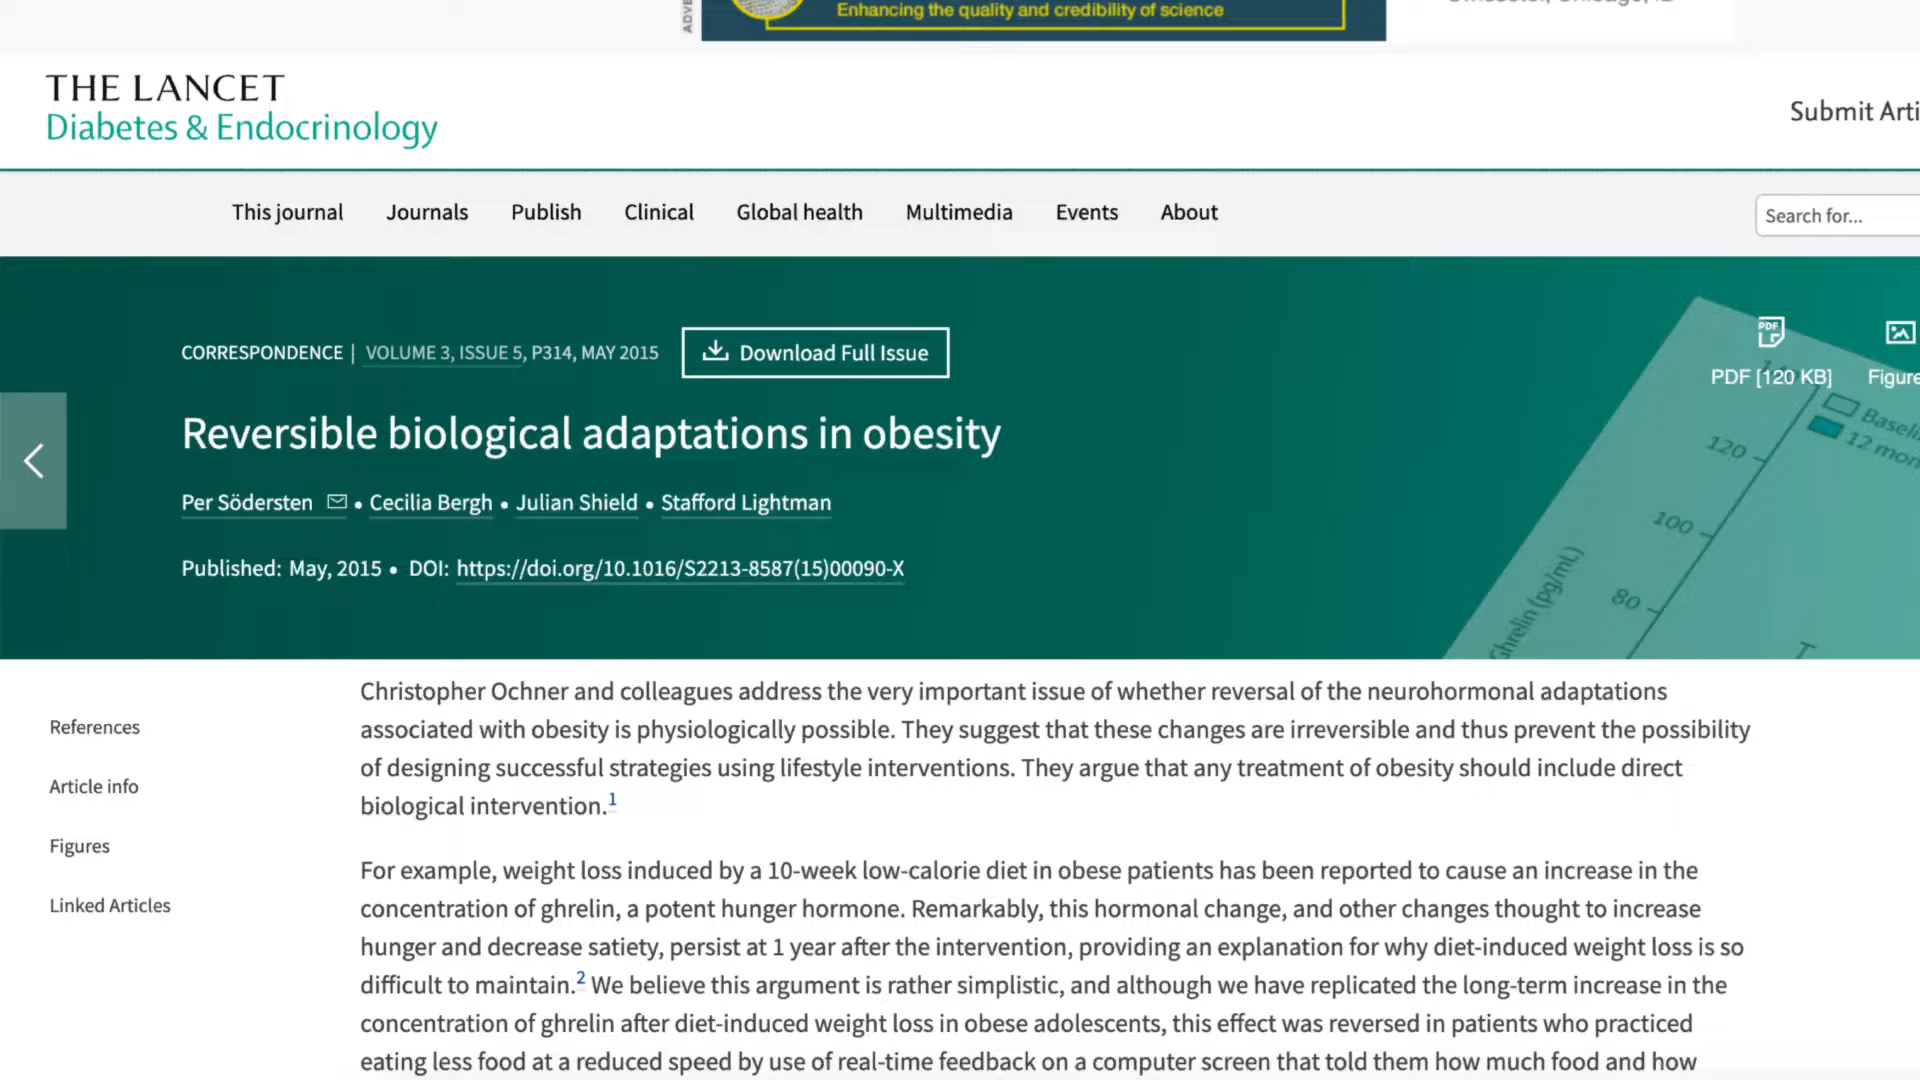 Enhancing the quality and credibility of science
THE LANCET
Diabetes & Endocrinology
Submit Arti
This journal
Journals
Publish
Clinical
Global health
Multimedia
Events
About
Search for...
CORRESPONDENCE | VOLUME 3, ISSUE 5, P314, MAY 2015
Download Full Issue
PDF
PDF [120 KB]
Figure
Reversible biological adaptations in obesity
Per Södersten • Cecilia Bergh • Julian Shield • Stafford Lightman
Published: May, 2015 • DOI: https://doi.org/10.1016/S2213-8587(15)00090-X
Baseli
12 mon
120
100
80
Ghrelin (pg/mL)
References
Article info
Figures
Linked Articles
Christopher Ochner and colleagues address the very important issue of whether reversal of the neurohormonal adaptations
associated with obesity is physiologically possible. They suggest that these changes are irreversible and thus prevent the possibility
of designing successful strategies using lifestyle interventions. They argue that any treatment of obesity should include direct
biological intervention.1
For example, weight loss induced by a 10-week low-calorie diet in obese patients has been reported to cause an increase in the
concentration of ghrelin, a potent hunger hormone. Remarkably, this hormonal change, and other changes thought to increase
hunger and decrease satiety, persist at 1 year after the intervention, providing an explanation for why diet-induced weight loss is so
difficult to maintain.2 We believe this argument is rather simplistic, and although we have replicated the long-term increase in the
concentration of ghrelin after diet-induced weight loss in obese adolescents, this effect was reversed in patients who practiced
eating less food at a reduced speed by use of real-time feedback on a computer screen that told them how much food and how